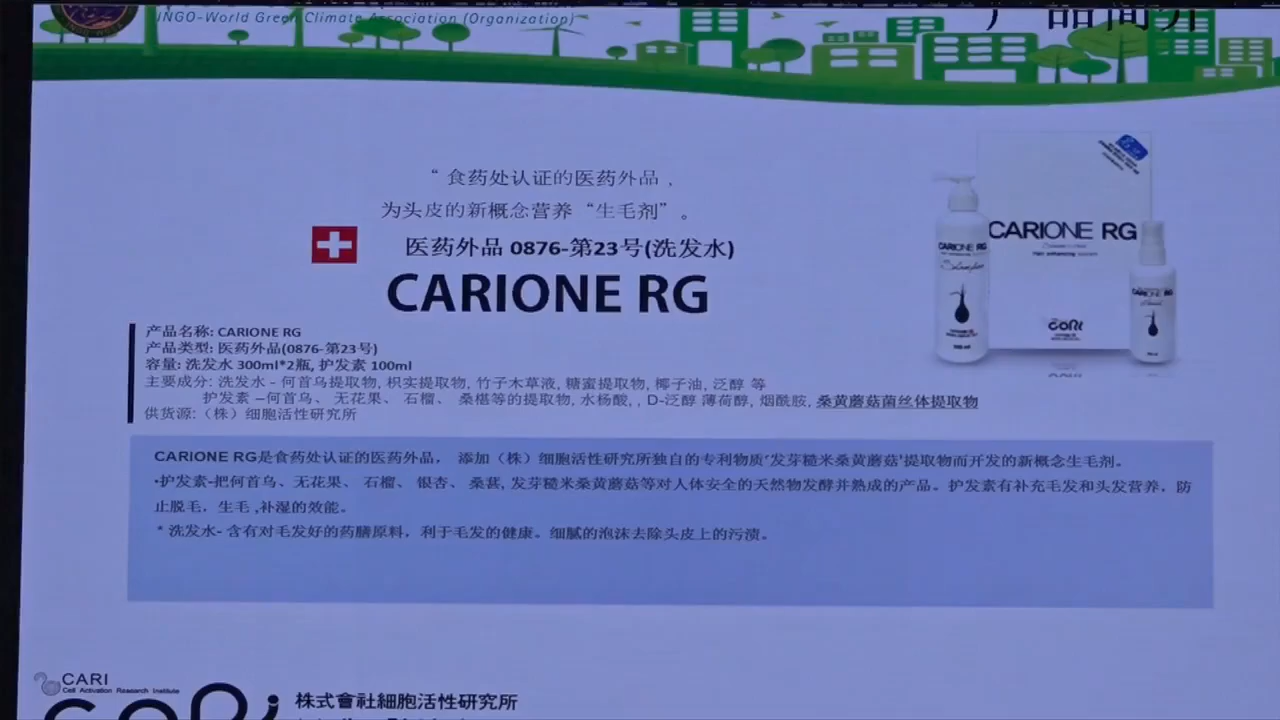 INGO-World Green Climate Association (Organization)
产品简介
“ 食药处认证的医药外品 ,
为头皮的新概念营养 “生毛剂” 。
医药外品 0876-第23号(洗发水)
CARIONE RG
产品名称: CARIONE RG
产品类型: 医药外品(0876-第23号)
容量: 洗发水 300ml*2瓶, 护发素 100ml
主要成分: 洗发水 - 何首乌提取物, 枳实提取物, 竹子木草液, 糖蜜提取物, 椰子油, 泛醇 等
护发素 –何首乌、 无花果、 石榴、 桑椹等的提取物, 水杨酸, , D-泛醇 薄荷醇, 烟酰胺, 桑黄蘑菇菌丝体提取物
供货源:（株）细胞活性研究所
CARIONE RG是食药处认证的医药外品， 添加（株）细胞活性研究所独自的专利物质‘发芽糙米桑黄蘑菇’提取物而开发的新概念生毛剂。
·护发素-把何首乌、无花果、 石榴、 银杏、 桑葚, 发芽糙米桑黄蘑菇等对人体安全的天然物发酵并熟成的产品。护发素有补充毛发和头发营养，防
止脱毛，生毛 ,补湿的效能。
* 洗发水- 含有对毛发好的药膳原料，利于毛发的健康。细腻的泡沫去除头皮上的污渍。
CARIONE RG
Hair enhancing system
CORI
CARIONE RG
Shampoo
300 ml
CARIONE RG
CARI
Cell Activation Research Institute
CORi
株式會社細胞活性研究所